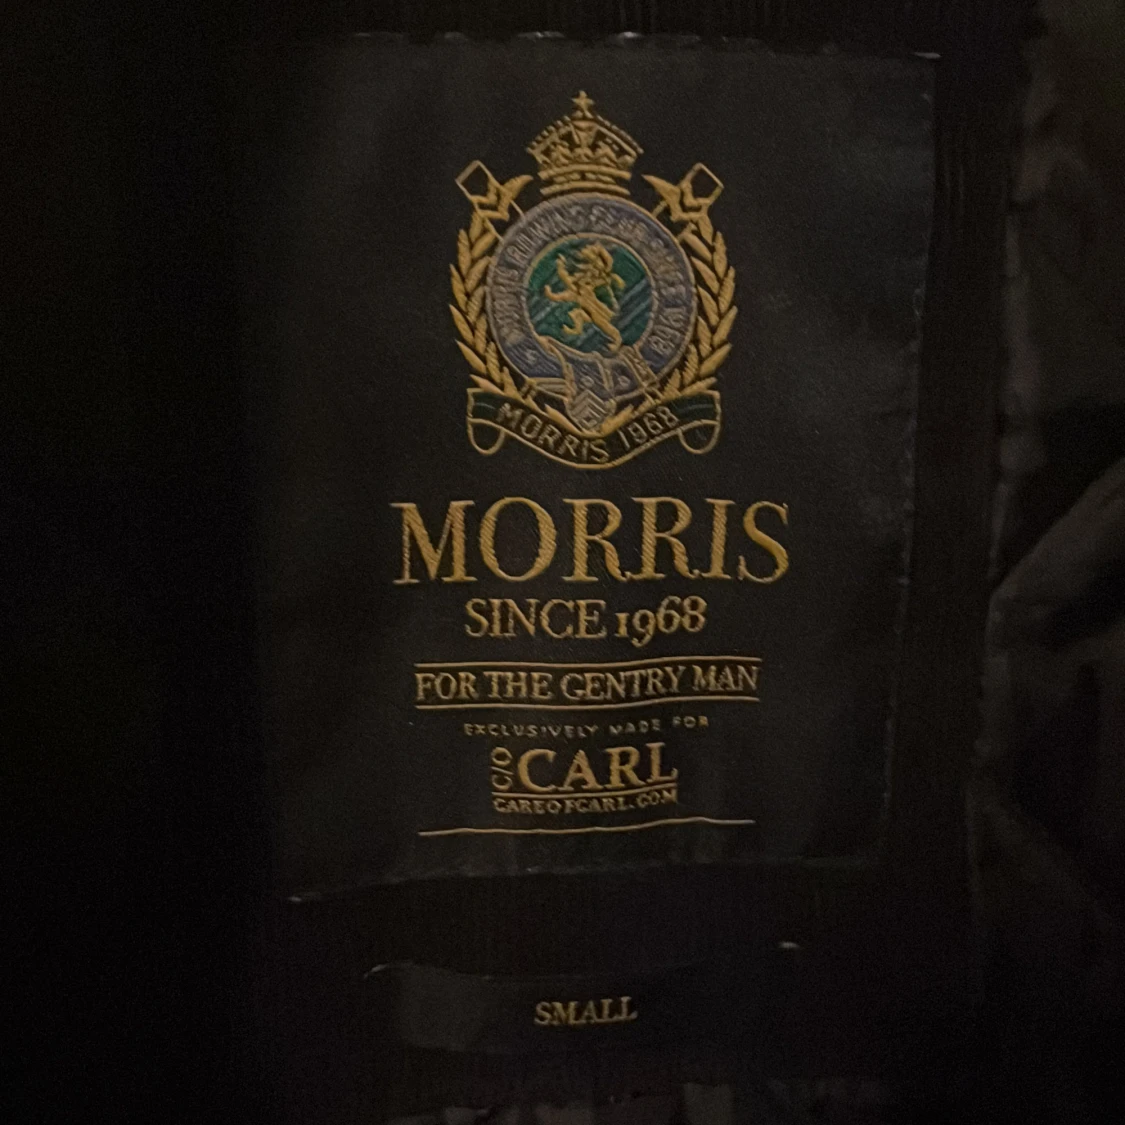 MORRIS 1968
MORRIS
SINCE 1968
FOR THE GENTRY MAN
EXCLUSIVELY MADE FOR
C/O CARL
CAREOFCARL.COM
SMALL